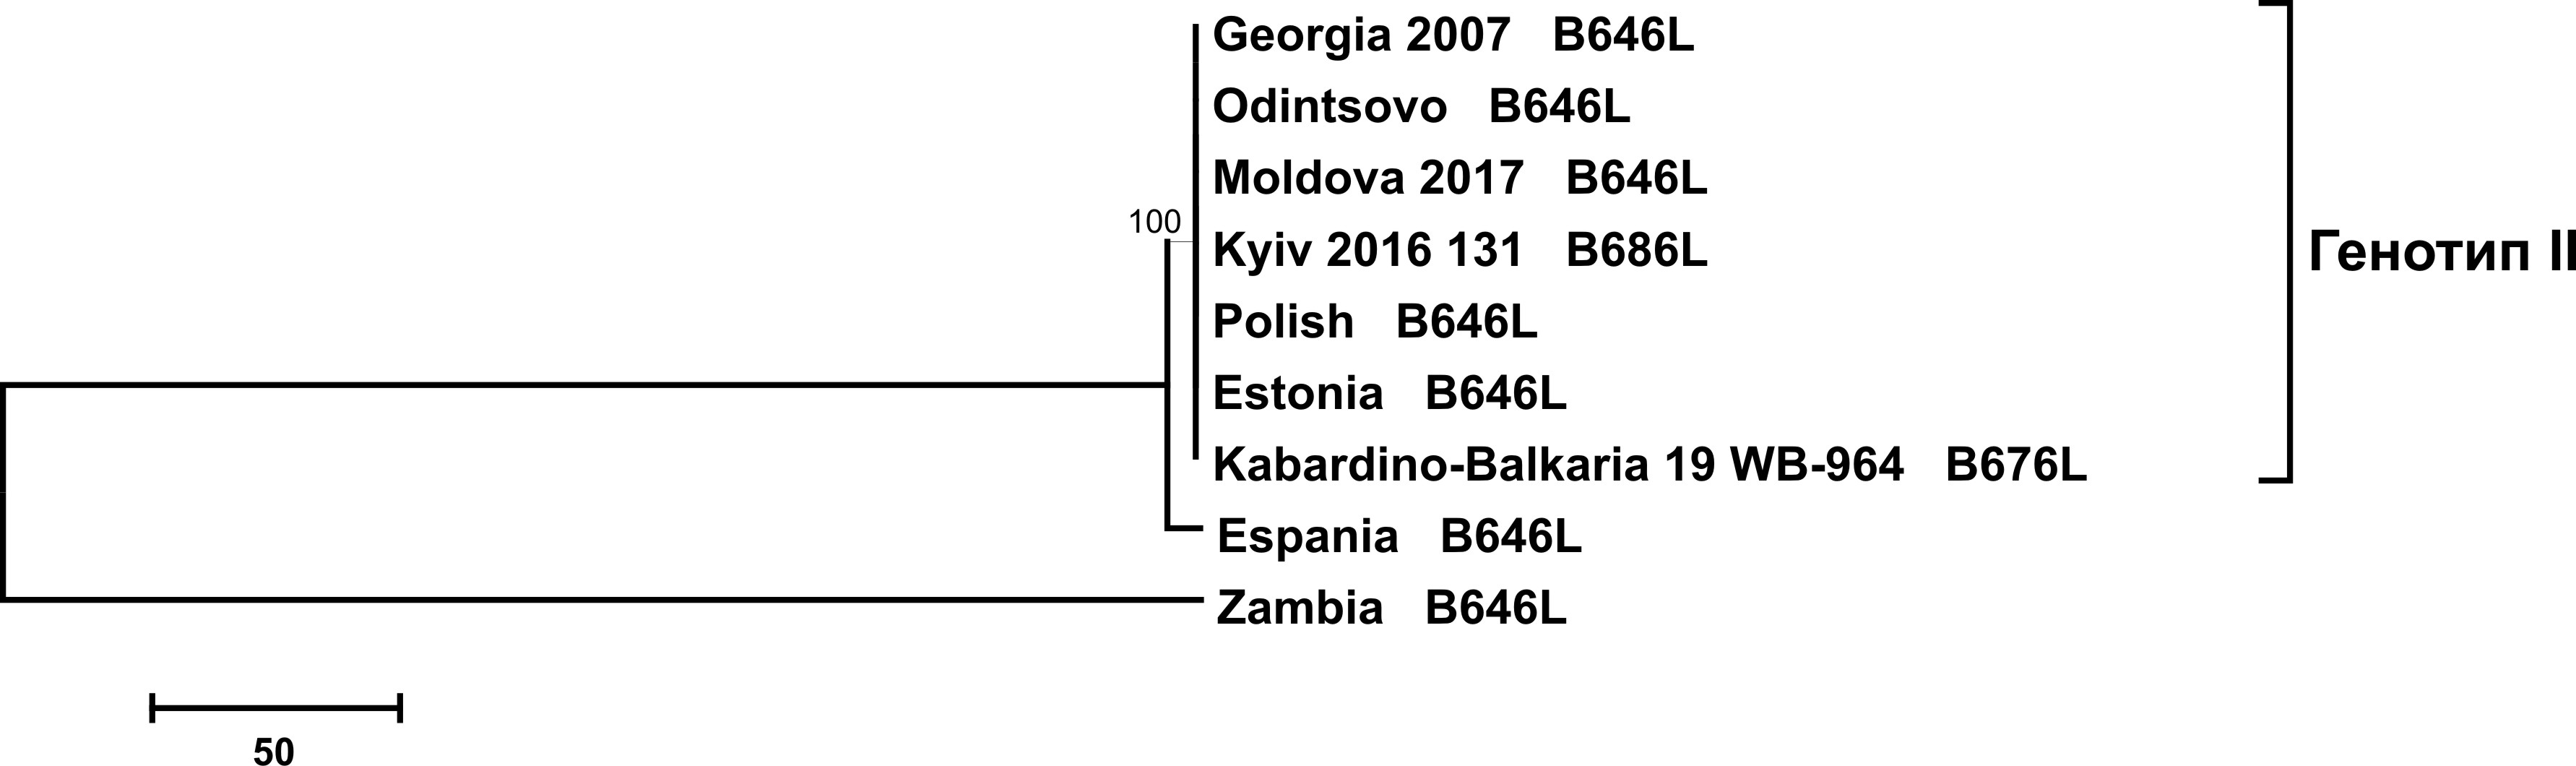 Georgia 2007 B646L
Odintsovo B646L
Moldova 2017 B646L
100
Kyiv 2016 131 B686L
Генотип II
Polish B646L
Estonia B646L
Kabardino-Balkaria 19 WB-964 B676L
Espania B646L
Zambia B646L
50